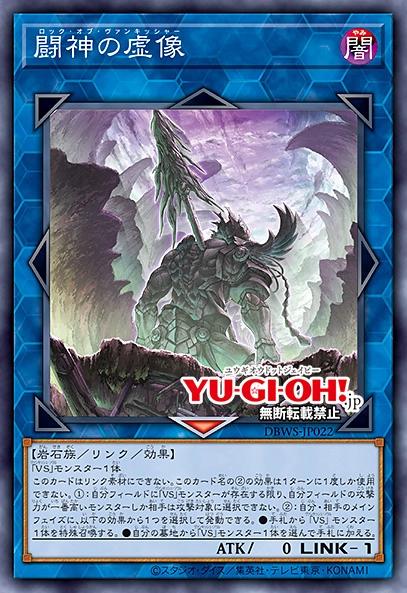 ロック・オブ・ヴァンキッシャー
闘神の虚像
やみ
闇
ユウギオウドットジェイピー
YU-GI-OH!.jp
無断転載禁止
DBWS-JP022
【岩石族／リンク／効果】
「VS」モンスター1体
このカードはリンク素材にできない。このカード名の②の効果は1ターンに1度しか使用
できない。①：自分フィールドに「VS」モンスターが存在する限り、自分フィールドの攻撃
力が一番高いモンスターしか相手は攻撃対象に選択できない。②：自分・相手のメイン
フェイズに、以下の効果から1つを選択して発動できる。●手札から「VS」モンスター
1体を特殊召喚する。●自分の墓地から「VS」モンスター1体を選んで手札に加える。
ATK/ 0 LINK-1
©スタジオ・ダイス／集英社・テレビ東京・KONAMI